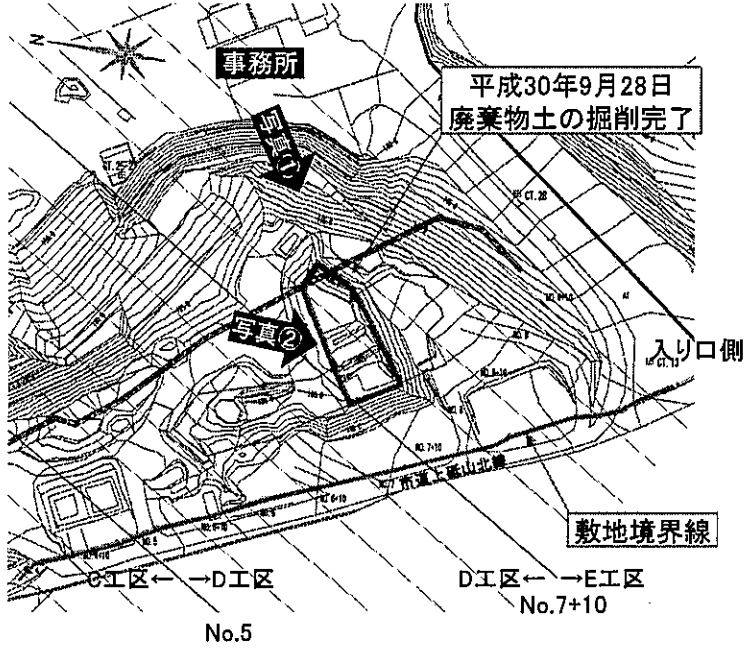 N
事務所
平成30年9月28日
廃棄物土の掘削完了
写真①
写真②
入り口側
市道上砥山北線
敷地境界線
C工区← →D工区
D工区← →E工区
No.7+10
No.5